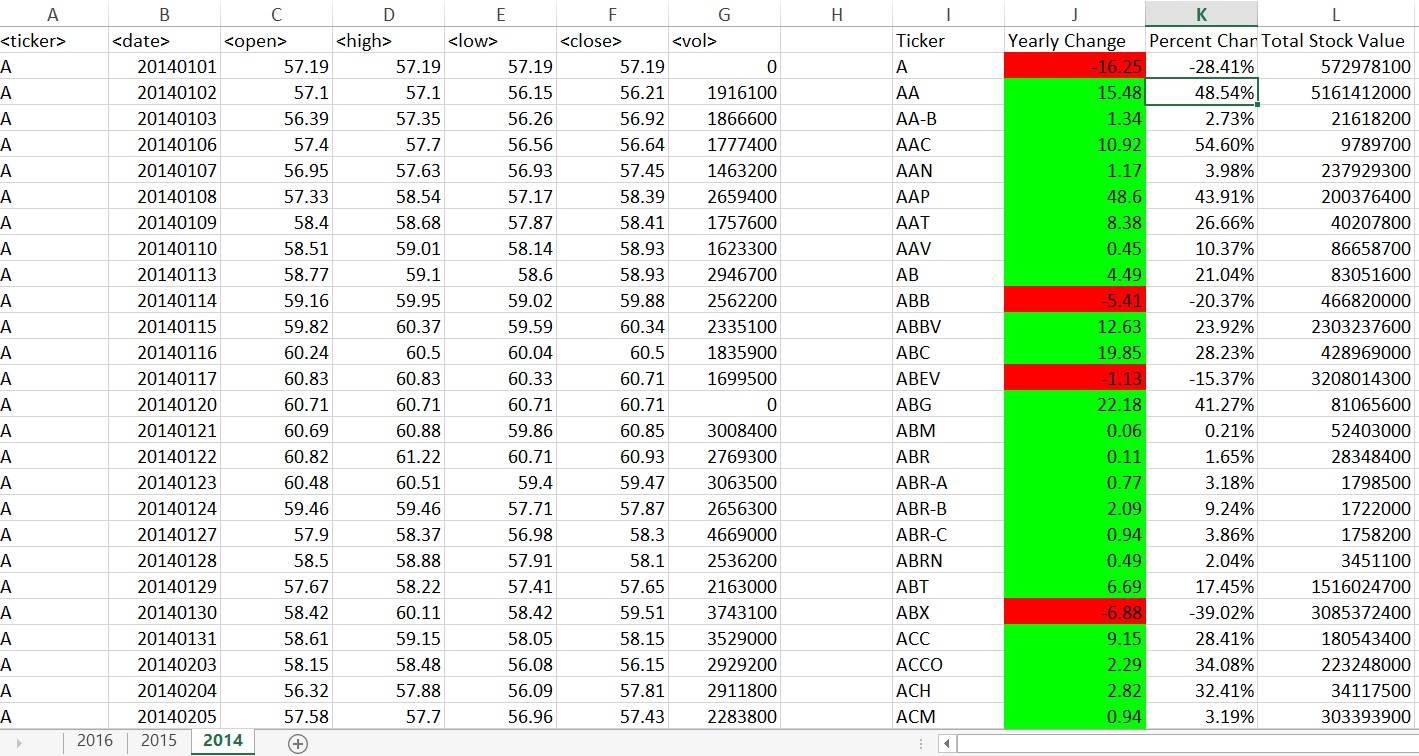 A B C D E F G H I J K L
<ticker> <date> <open> <high> <low> <close> <vol> Ticker Yearly Change Percent Chan Total Stock Value
A 20140101 57.19 57.19 57.19 57.19 0 A -16.25 -28.41% 572978100
A 20140102 57.1 57.1 56.15 56.21 1916100 AA 15.48 48.54% 5161412000
A 20140103 56.39 57.35 56.26 56.92 1866600 AA-B 1.34 2.73% 21618200
A 20140106 57.4 57.7 56.56 56.64 1777400 AAC 10.92 54.60% 9789700
A 20140107 56.95 57.63 56.93 57.45 1463200 AAN 1.17 3.98% 237929300
A 20140108 57.33 58.54 57.17 58.39 2659400 AAP 48.6 43.91% 200376400
A 20140109 58.4 58.68 57.87 58.41 1757600 AAT 8.38 26.66% 40207800
A 20140110 58.51 59.01 58.14 58.93 1623300 AAV 0.45 10.37% 86658700
A 20140113 58.77 59.1 58.6 58.93 2946700 AB 4.49 21.04% 83051600
A 20140114 59.16 59.95 59.02 59.88 2562200 ABB -5.41 -20.37% 466820000
A 20140115 59.82 60.37 59.59 60.34 2335100 ABBV 12.63 23.92% 2303237600
A 20140116 60.24 60.5 60.04 60.5 1835900 ABC 19.85 28.23% 428969000
A 20140117 60.83 60.83 60.33 60.71 1699500 ABEV -1.13 -15.37% 3208014300
A 20140120 60.71 60.71 60.71 60.71 0 ABG 22.18 41.27% 81065600
A 20140121 60.69 60.88 59.86 60.85 3008400 ABM 0.06 0.21% 52403000
A 20140122 60.82 61.22 60.71 60.93 2769300 ABR 0.11 1.65% 28348400
A 20140123 60.48 60.51 59.4 59.47 3063500 ABR-A 0.77 3.18% 1798500
A 20140124 59.46 59.46 57.71 57.87 2656300 ABR-B 2.09 9.24% 1722000
A 20140127 57.9 58.37 56.98 58.3 4669000 ABR-C 0.94 3.86% 1758200
A 20140128 58.5 58.88 57.91 58.1 2536200 ABRN 0.49 2.04% 3451100
A 20140129 57.67 58.22 57.41 57.65 2163000 ABT 6.69 17.45% 1516024700
A 20140130 58.42 60.11 58.42 59.51 3743100 ABX -6.88 -39.02% 3085372400
A 20140131 58.61 59.15 58.05 58.15 3529000 ACC 9.15 28.41% 180543400
A 20140203 58.15 58.48 56.08 56.15 2929200 ACCO 2.29 34.08% 223248000
A 20140204 56.32 57.88 56.09 57.81 2911800 ACH 2.82 32.41% 34117500
A 20140205 57.58 57.7 56.96 57.43 2283800 ACM 0.94 3.19% 303393900
2016 2015 2014